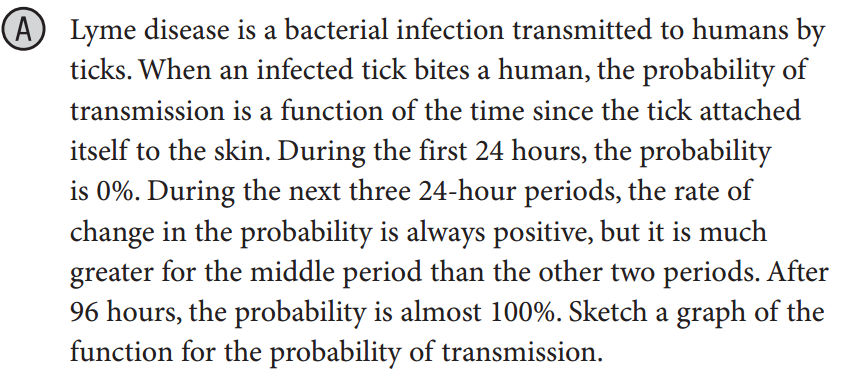 A Lyme disease is a bacterial infection transmitted to humans by
ticks. When an infected tick bites a human, the probability of
transmission is a function of the time since the tick attached
itself to the skin. During the first 24 hours, the probability
is 0%. During the next three 24-hour periods, the rate of
change in the probability is always positive, but it is much
greater for the middle period than the other two periods. After
96 hours, the probability is almost 100%. Sketch a graph of the
function for the probability of transmission.